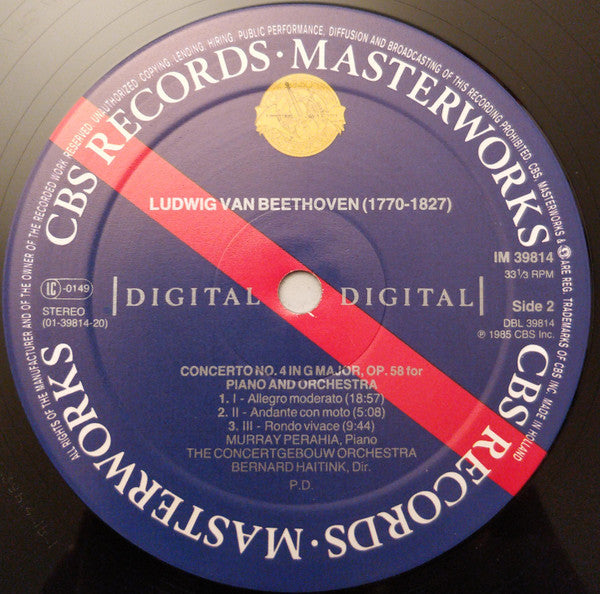 ALL RIGHTS OF THE MANUFACTURER AND OF THE OWNER OF THE RECORDED WORK RESERVED. UNAUTHORIZED COPYING, LENDING, HIRING, PUBLIC PERFORMANCE, DIFFUSION AND BROADCASTING OF THIS RECORDING PROHIBITED. CBS, MASTERWORKS & ℗ ARE REG. TRADEMARKS OF CBS INC. MADE IN HOLLAND
CBS RECORDS · MASTERWORKS
CBS RECORDS · MASTERWORKS
LUDWIG VAN BEETHOVEN (1770-1827)
LC -0149
STEREO
(01-39814-20)
DIGITAL
DIGITAL
IM 39814
33 1/3 RPM
Side 2
DBL 39814
℗ 1985 CBS Inc.
CONCERTO NO. 4 IN G MAJOR, OP. 58 for
PIANO AND ORCHESTRA
1. I - Allegro moderato (18:57)
2. II - Andante con moto (5:08)
3. III - Rondo vivace (9:44)
MURRAY PERAHIA, Piano
THE CONCERTGEBOUW ORCHESTRA
BERNARD HAITINK, Dir.
P.D.